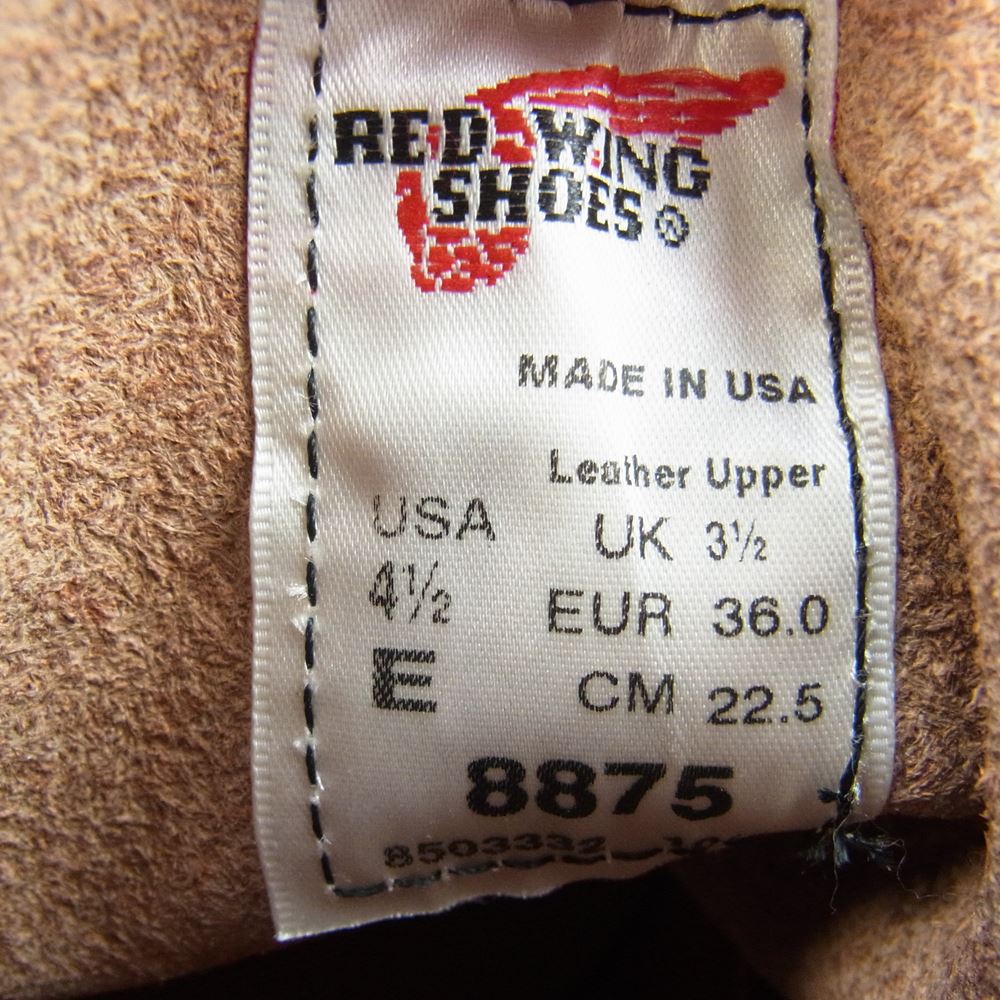 RED WING
SHOES®
MADE IN USA
Leather Upper
USA UK 3½
4½ EUR 36.0
E CM 22.5
8875
8503332